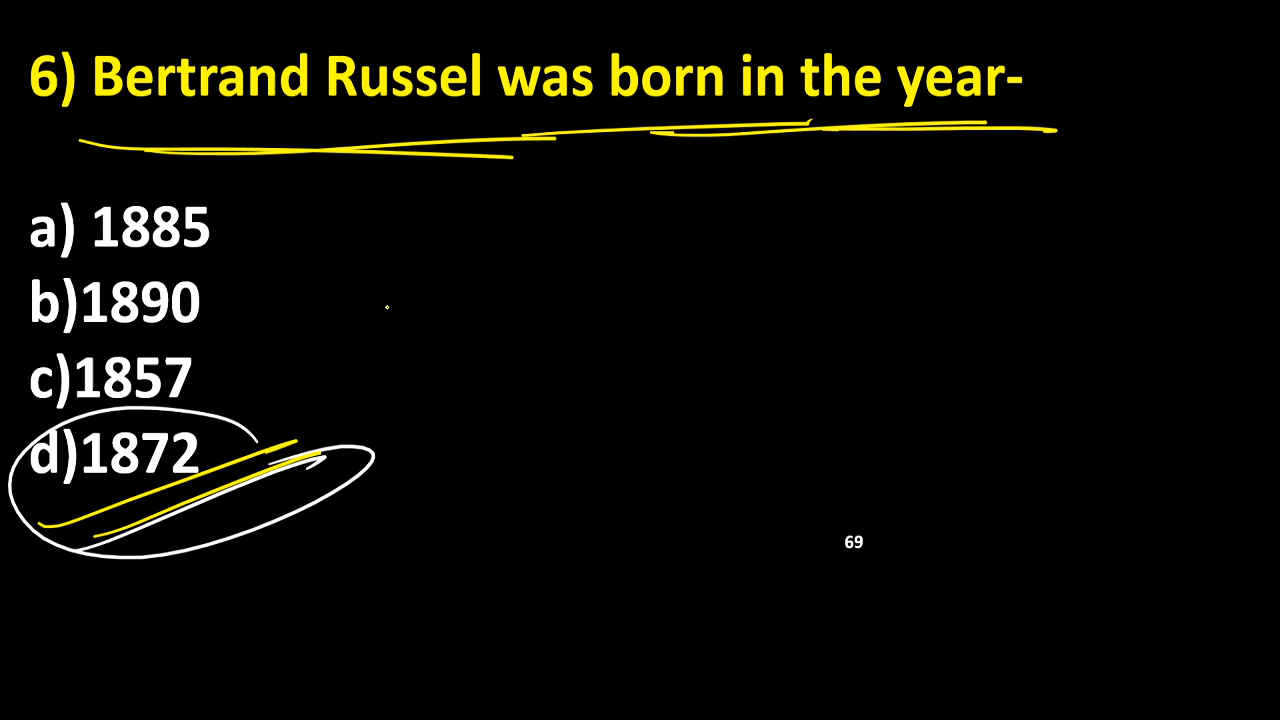 6) Bertrand Russel was born in the year-
a) 1885
b)1890
c)1857
d)1872
69